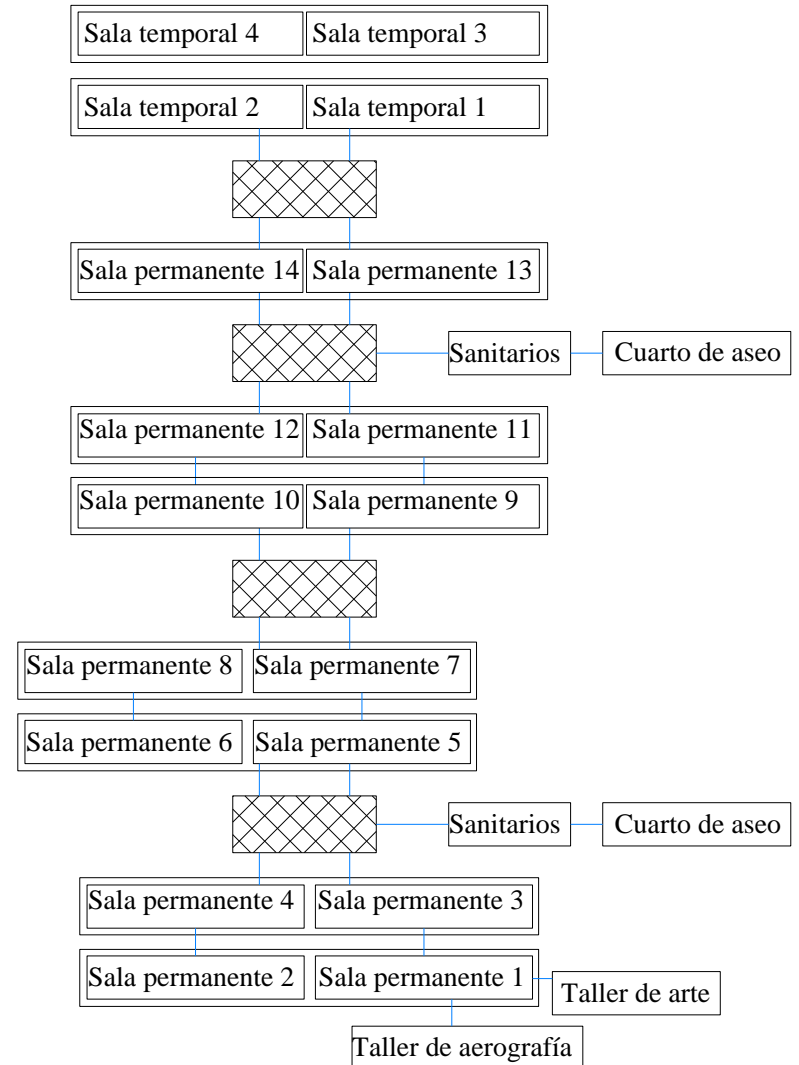 Sala temporal 4 Sala temporal 3
Sala temporal 2 Sala temporal 1
Sala permanente 14 Sala permanente 13
Sanitarios Cuarto de aseo
Sala permanente 12 Sala permanente 11
Sala permanente 10 Sala permanente 9
Sala permanente 8 Sala permanente 7
Sala permanente 6 Sala permanente 5
Sanitarios Cuarto de aseo
Sala permanente 4 Sala permanente 3
Sala permanente 2 Sala permanente 1
Taller de arte
Taller de aerografía